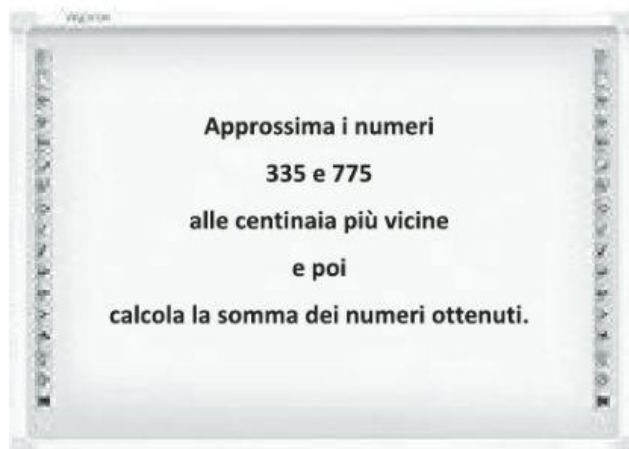 Approssima i numeri
335 e 775
alle centinaia più vicine
e poi
calcola la somma dei numeri ottenuti.